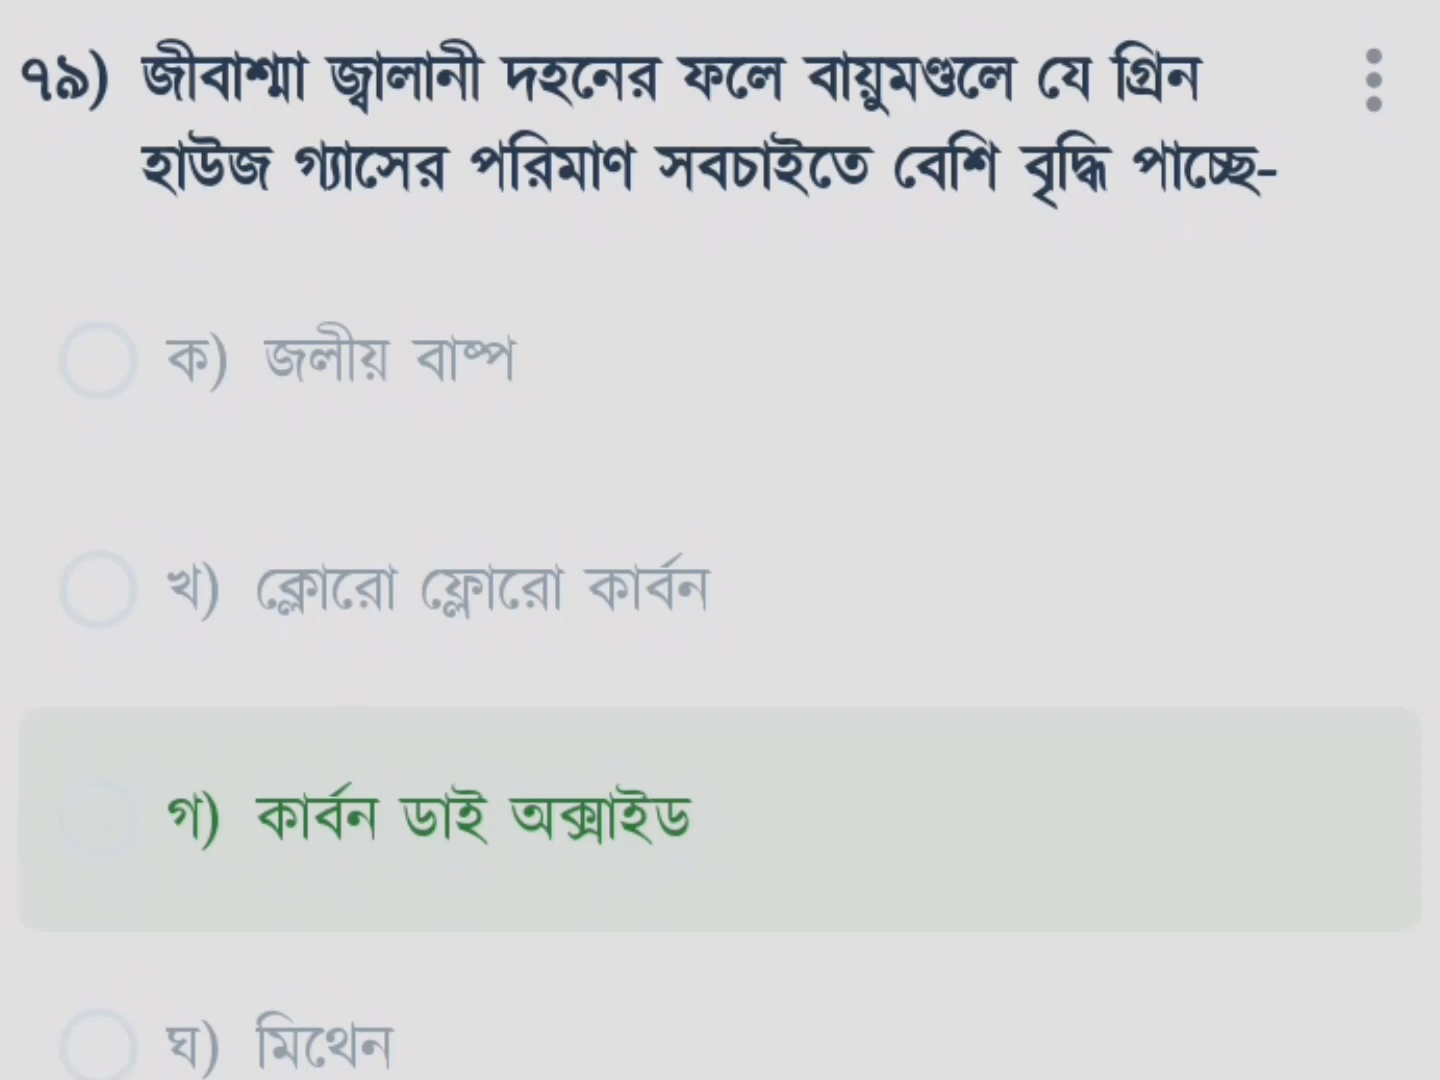 ৭৯) জীবাশ্মা জ্বালানী দহনের ফলে বায়ুমণ্ডলে যে গ্রিন
হাউজ গ্যাসের পরিমাণ সবচাইতে বেশি বৃদ্ধি পাচ্ছে-
ক) জলীয় বাষ্প
খ) ক্লোরো ফ্লোরো কার্বন
গ) কার্বন ডাই অক্সাইড
ঘ) মিথেন